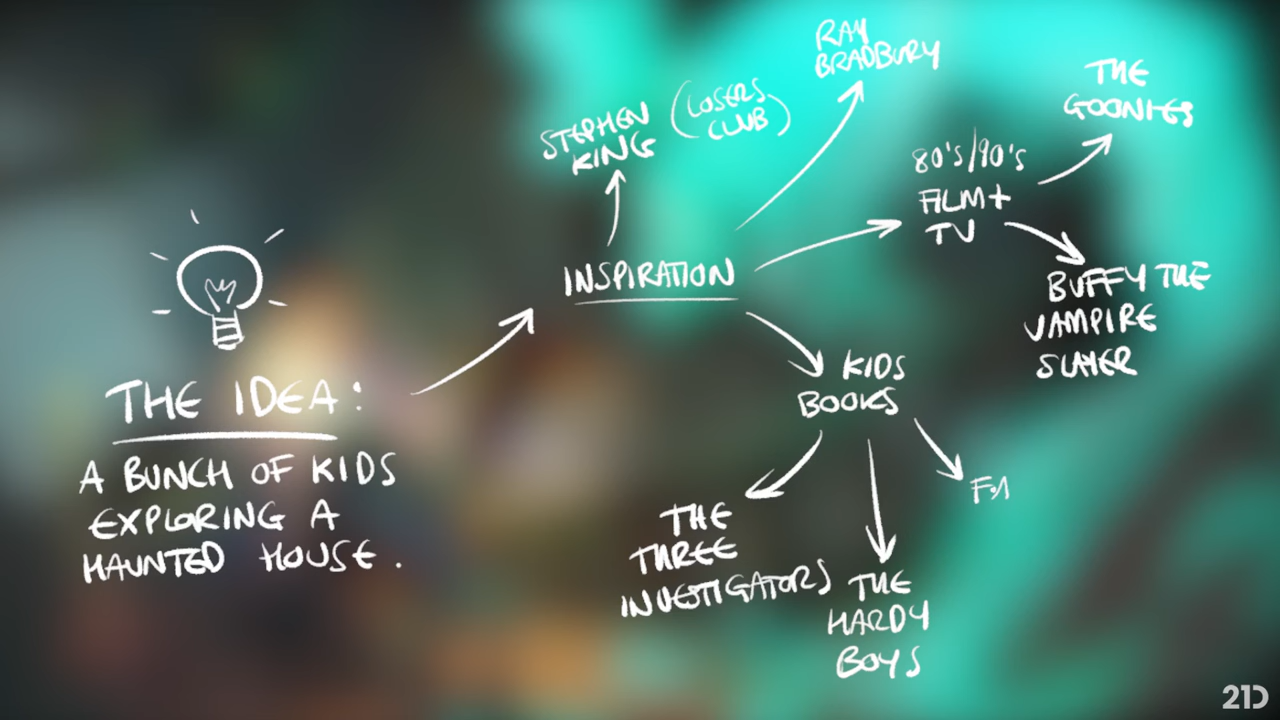 THE IDEA:
A BUNCH OF KIDS
EXPLORING A
HAUNTED HOUSE.
INSPIRATION
STEPHEN
KING
(LOSERS
CLUB)
RAY
BRADBURY
80's/90's
FILM+
TV
THE
GOONIES
BUFFY THE
VAMPIRE
SLAYER
KIDS
BOOKS
THE
THREE
INVESTIGATORS
THE
HARDY
BOYS
21D